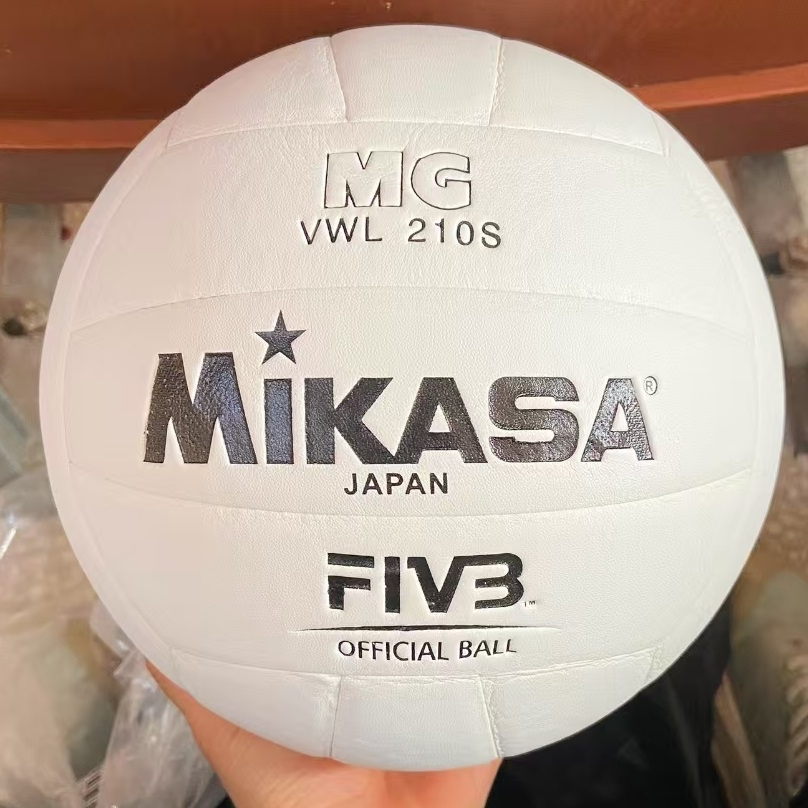 MG
VWL 210S
MiKASA®
JAPAN
FIVB™
OFFICIAL BALL